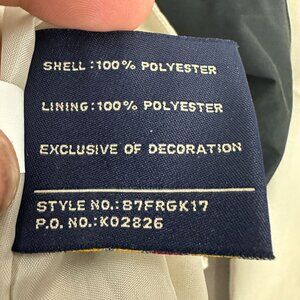 SHELL:100% POLYESTER
LINING:100% POLYESTER
EXCLUSIVE OF DECORATION
STYLE NO.:87FRGK17
P.O. NO.:K02826